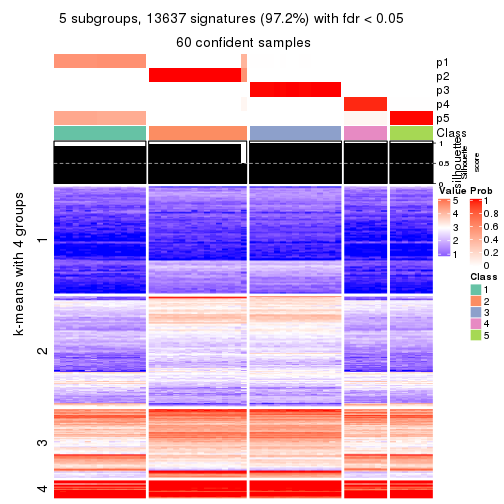 5 subgroups, 13637 signatures (97.2%) with fdr < 0.05
60 confident samples
p1
p2
p3
p4
p5
Class
1
0.5
0
silhouette
Silhouette
score
k-means with 4 groups
1
2
3
4
Value
5
4
3
2
1
Prob
1
0.8
0.6
0.4
0.2
0
Class
1
2
3
4
5